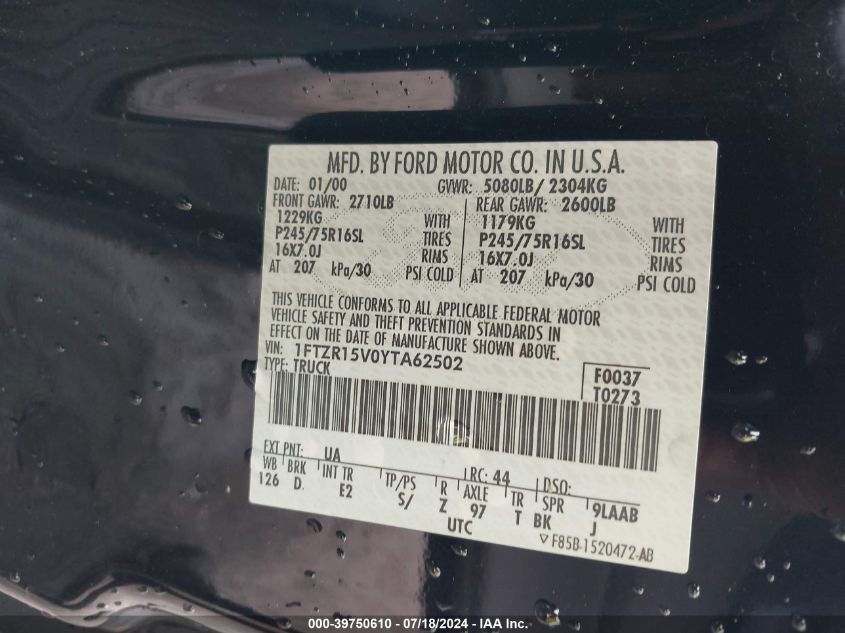 MFD. BY FORD MOTOR CO. IN U.S.A.
DATE: 01/00 GVWR: 5080LB/ 2304KG
FRONT GAWR: 2710LB REAR GAWR: 2600LB
1229KG WITH 1179KG WITH
P245/75R16SL TIRES P245/75R16SL TIRES
16X7.0J RIMS 16X7.0J RIMS
AT 207 kPa/30 PSI COLD AT 207 kPa/30 PSI COLD
THIS VEHICLE CONFORMS TO ALL APPLICABLE FEDERAL MOTOR
VEHICLE SAFETY AND THEFT PREVENTION STANDARDS IN
EFFECT ON THE DATE OF MANUFACTURE SHOWN ABOVE.
VIN: 1FTZR15V0YTA62502
TYPE: TRUCK
F0037
T0273
EXT PNT: UA RC: 44 DSO:
WB BRK INT TR TP/PS R AXLE TR SPR 9LAAB
126 D. E2 S/ Z 97 T BK J
UTC
▽F85B-1520472-AB
000-39750610 - 07/18/2024 - IAA Inc.